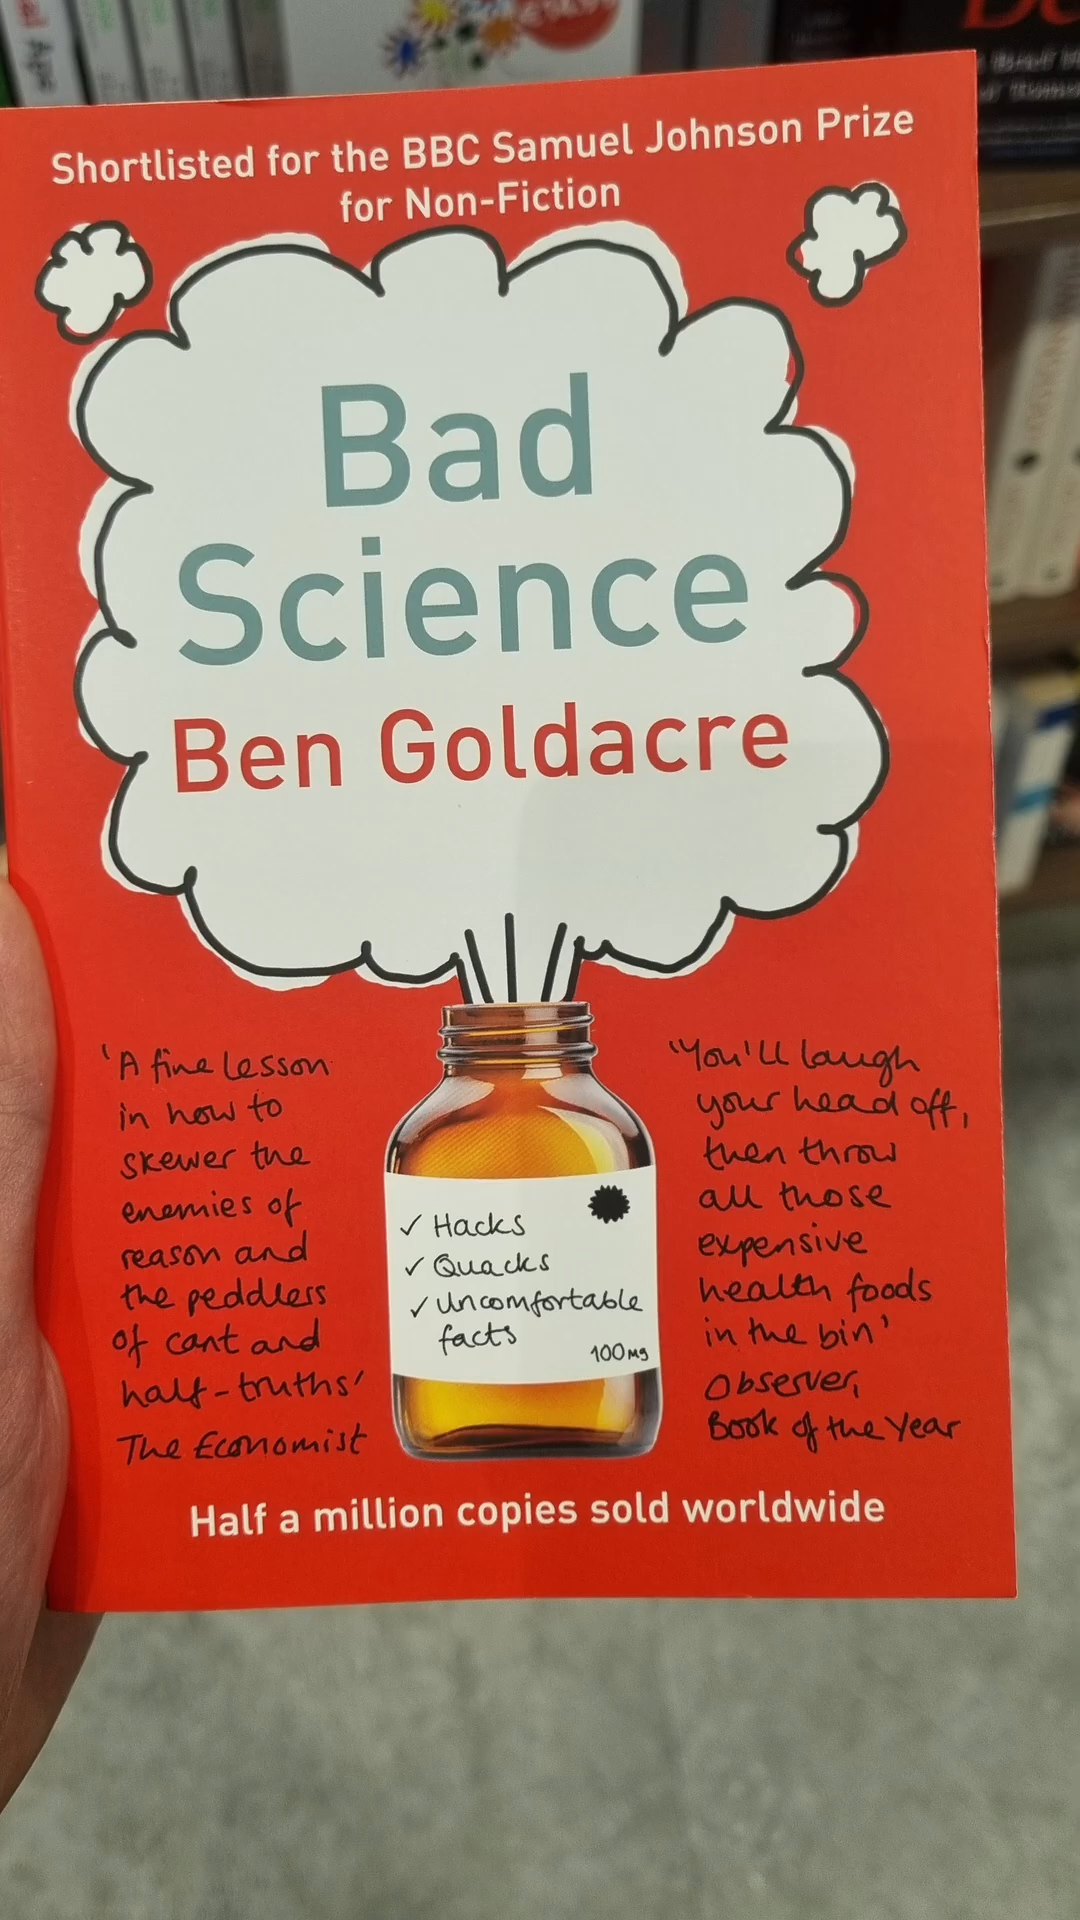 Shortlisted for the BBC Samuel Johnson Prize
for Non-Fiction
Bad
Science
Ben Goldacre
'A fine lesson
in how to
skewer the
enemies of
reason and
the peddlers
of cant and
half-truths'
The Economist
✓ Hacks
✓ Quacks
✓ Uncomfortable
facts
100mg
'You'll laugh
your head off,
then throw
all those
expensive
health foods
in the bin'
Observer,
Book of the Year
Half a million copies sold worldwide